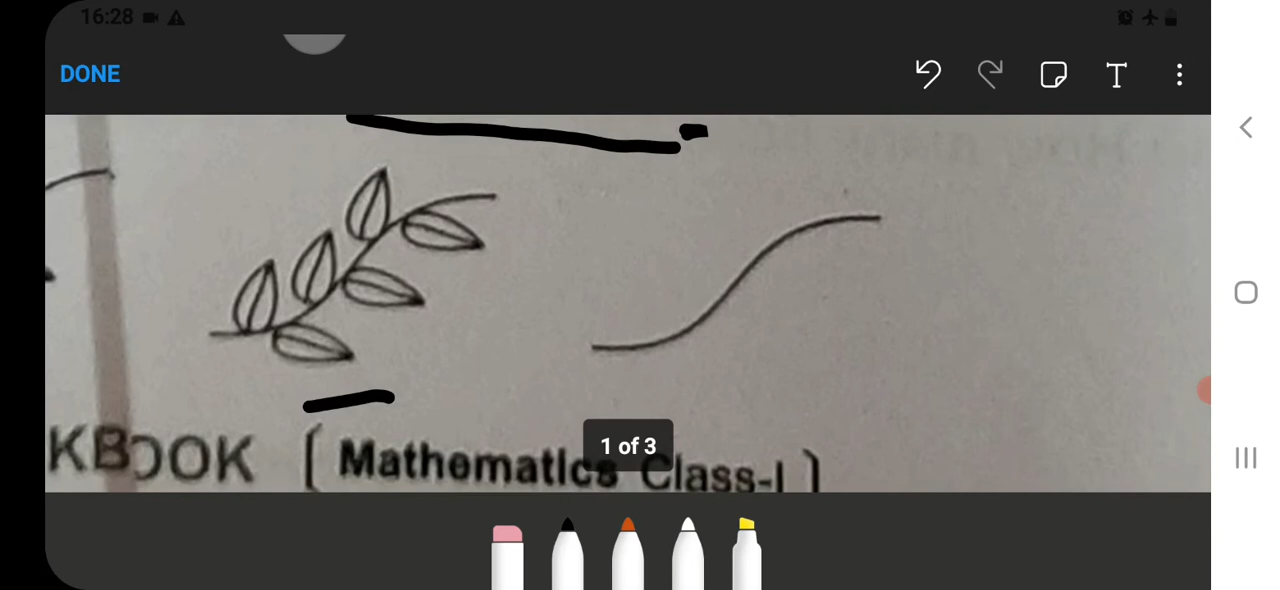 16:28
DONE
T
KBOOK [ Mathematics Class-I ]
1 of 3